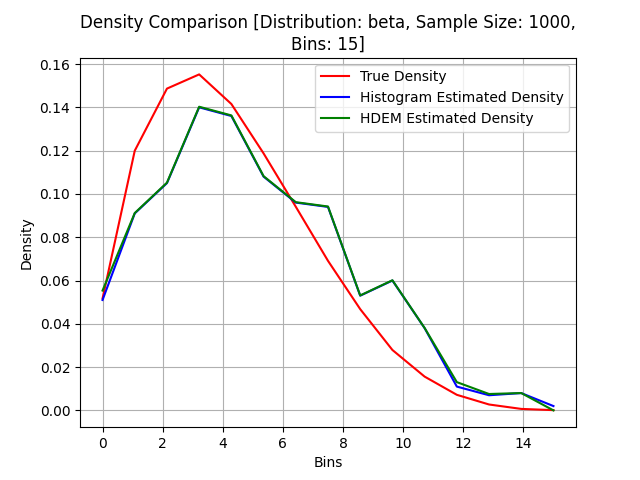 Density Comparison [Distribution: beta, Sample Size: 1000,
Bins: 15]
True Density
Histogram Estimated Density
HDEM Estimated Density
Density
0.16
0.14
0.12
0.10
0.08
0.06
0.04
0.02
0.00
0 2 4 6 8 10 12 14
Bins